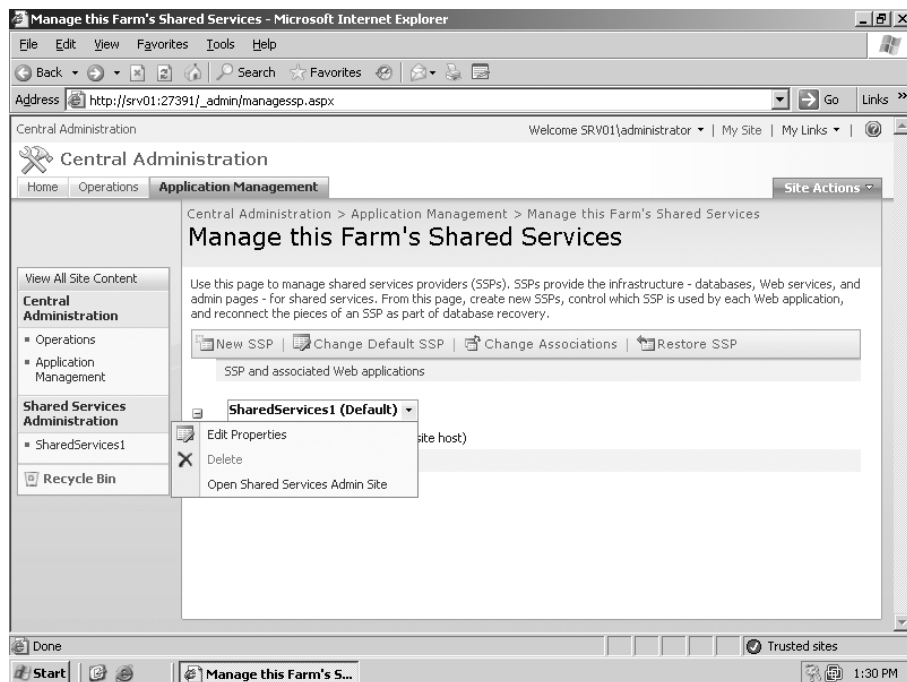 Manage this Farm's Shared Services - Microsoft Internet Explorer
File Edit View Favorites Tools Help
Back Search Favorites
Address http://srv01:27391/_admin/managessp.aspx Go Links »
Central Administration Welcome SRV01\administrator | My Site | My Links |
Central Administration
Home Operations Application Management Site Actions
Central Administration > Application Management > Manage this Farm's Shared Services
Manage this Farm's Shared Services
View All Site Content
Central
Administration
Operations
Application
Management
Shared Services
Administration
SharedServices1
Recycle Bin
Use this page to manage shared services providers (SSPs). SSPs provide the infrastructure - databases, Web services, and
admin pages - for shared services. From this page, create new SSPs, control which SSP is used by each Web application,
and reconnect the pieces of an SSP as part of database recovery.
New SSP | Change Default SSP | Change Associations | Restore SSP
SSP and associated Web applications
SharedServices1 (Default)
Edit Properties
site host)
Delete
Open Shared Services Admin Site
Done Trusted sites
Start Manage this Farm's S... 1:30 PM